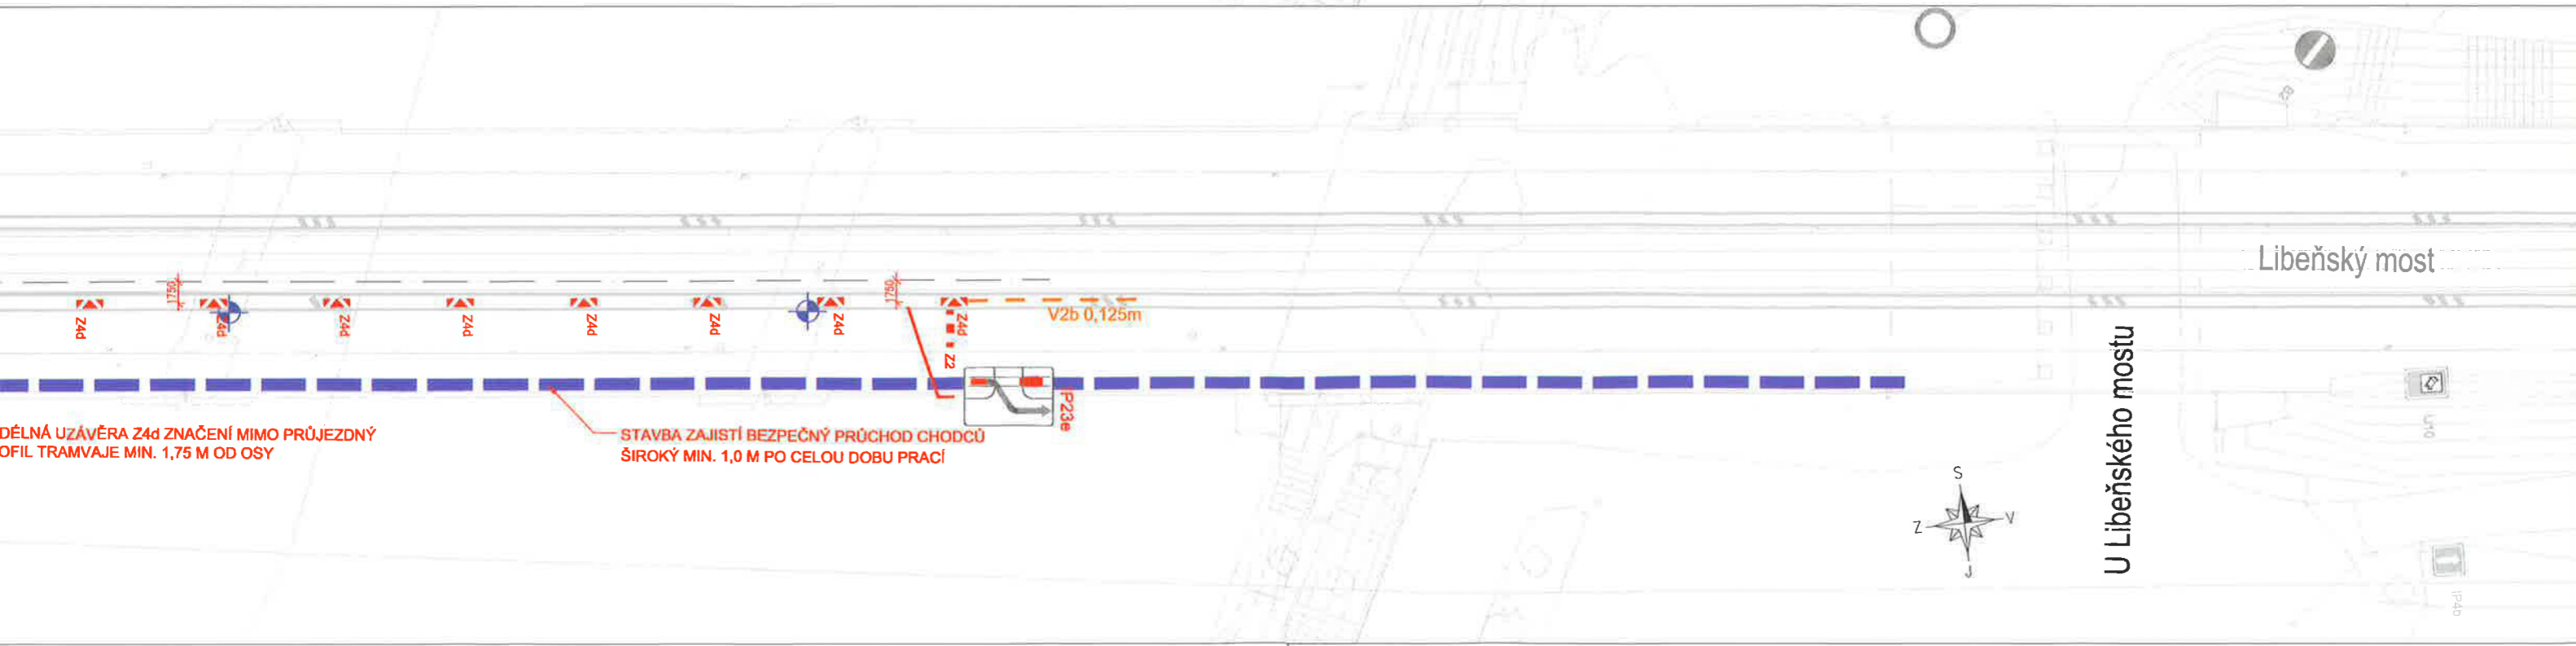 28
Libeňský most
1750
1750
Z4d
Z4d
Z4d
Z4d
Z4d
Z4d
Z4d
Z4d
V2b 0,125m
Z2
IP23e
DÉLNÁ UZÁVĚRA Z4d ZNAČENÍ MIMO PRŮJEZDNÝ
OFIL TRAMVAJE MIN. 1,75 M OD OSY
STAVBA ZAJISTÍ BEZPEČNÝ PRŮCHOD CHODCŮ
ŠIROKÝ MIN. 1,0 M PO CELOU DOBU PRACÍ
U Libeňského mostu
S
Z
V
J
IP4b